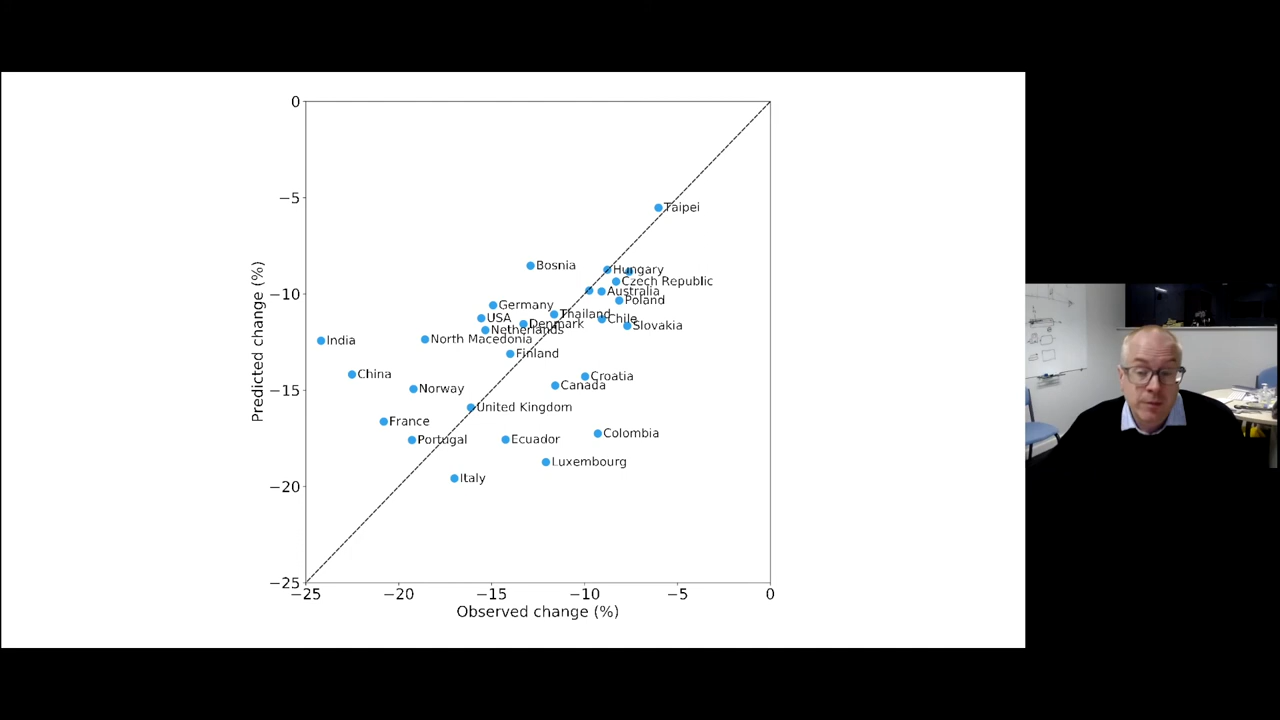 0
−5
Taipei
Bosnia
Hungary
Czech Republic
−10
Australia
Poland
Germany
Thailand
USA
Chile
Denmark
Slovakia
Netherlands
North Macedonia
India
Finland
China
Croatia
Canada
−15
Norway
United Kingdom
France
Colombia
Portugal
Ecuador
Luxembourg
Italy
−20
−25
Predicted change (%)
−25
−20
−15
−10
−5
0
Observed change (%)